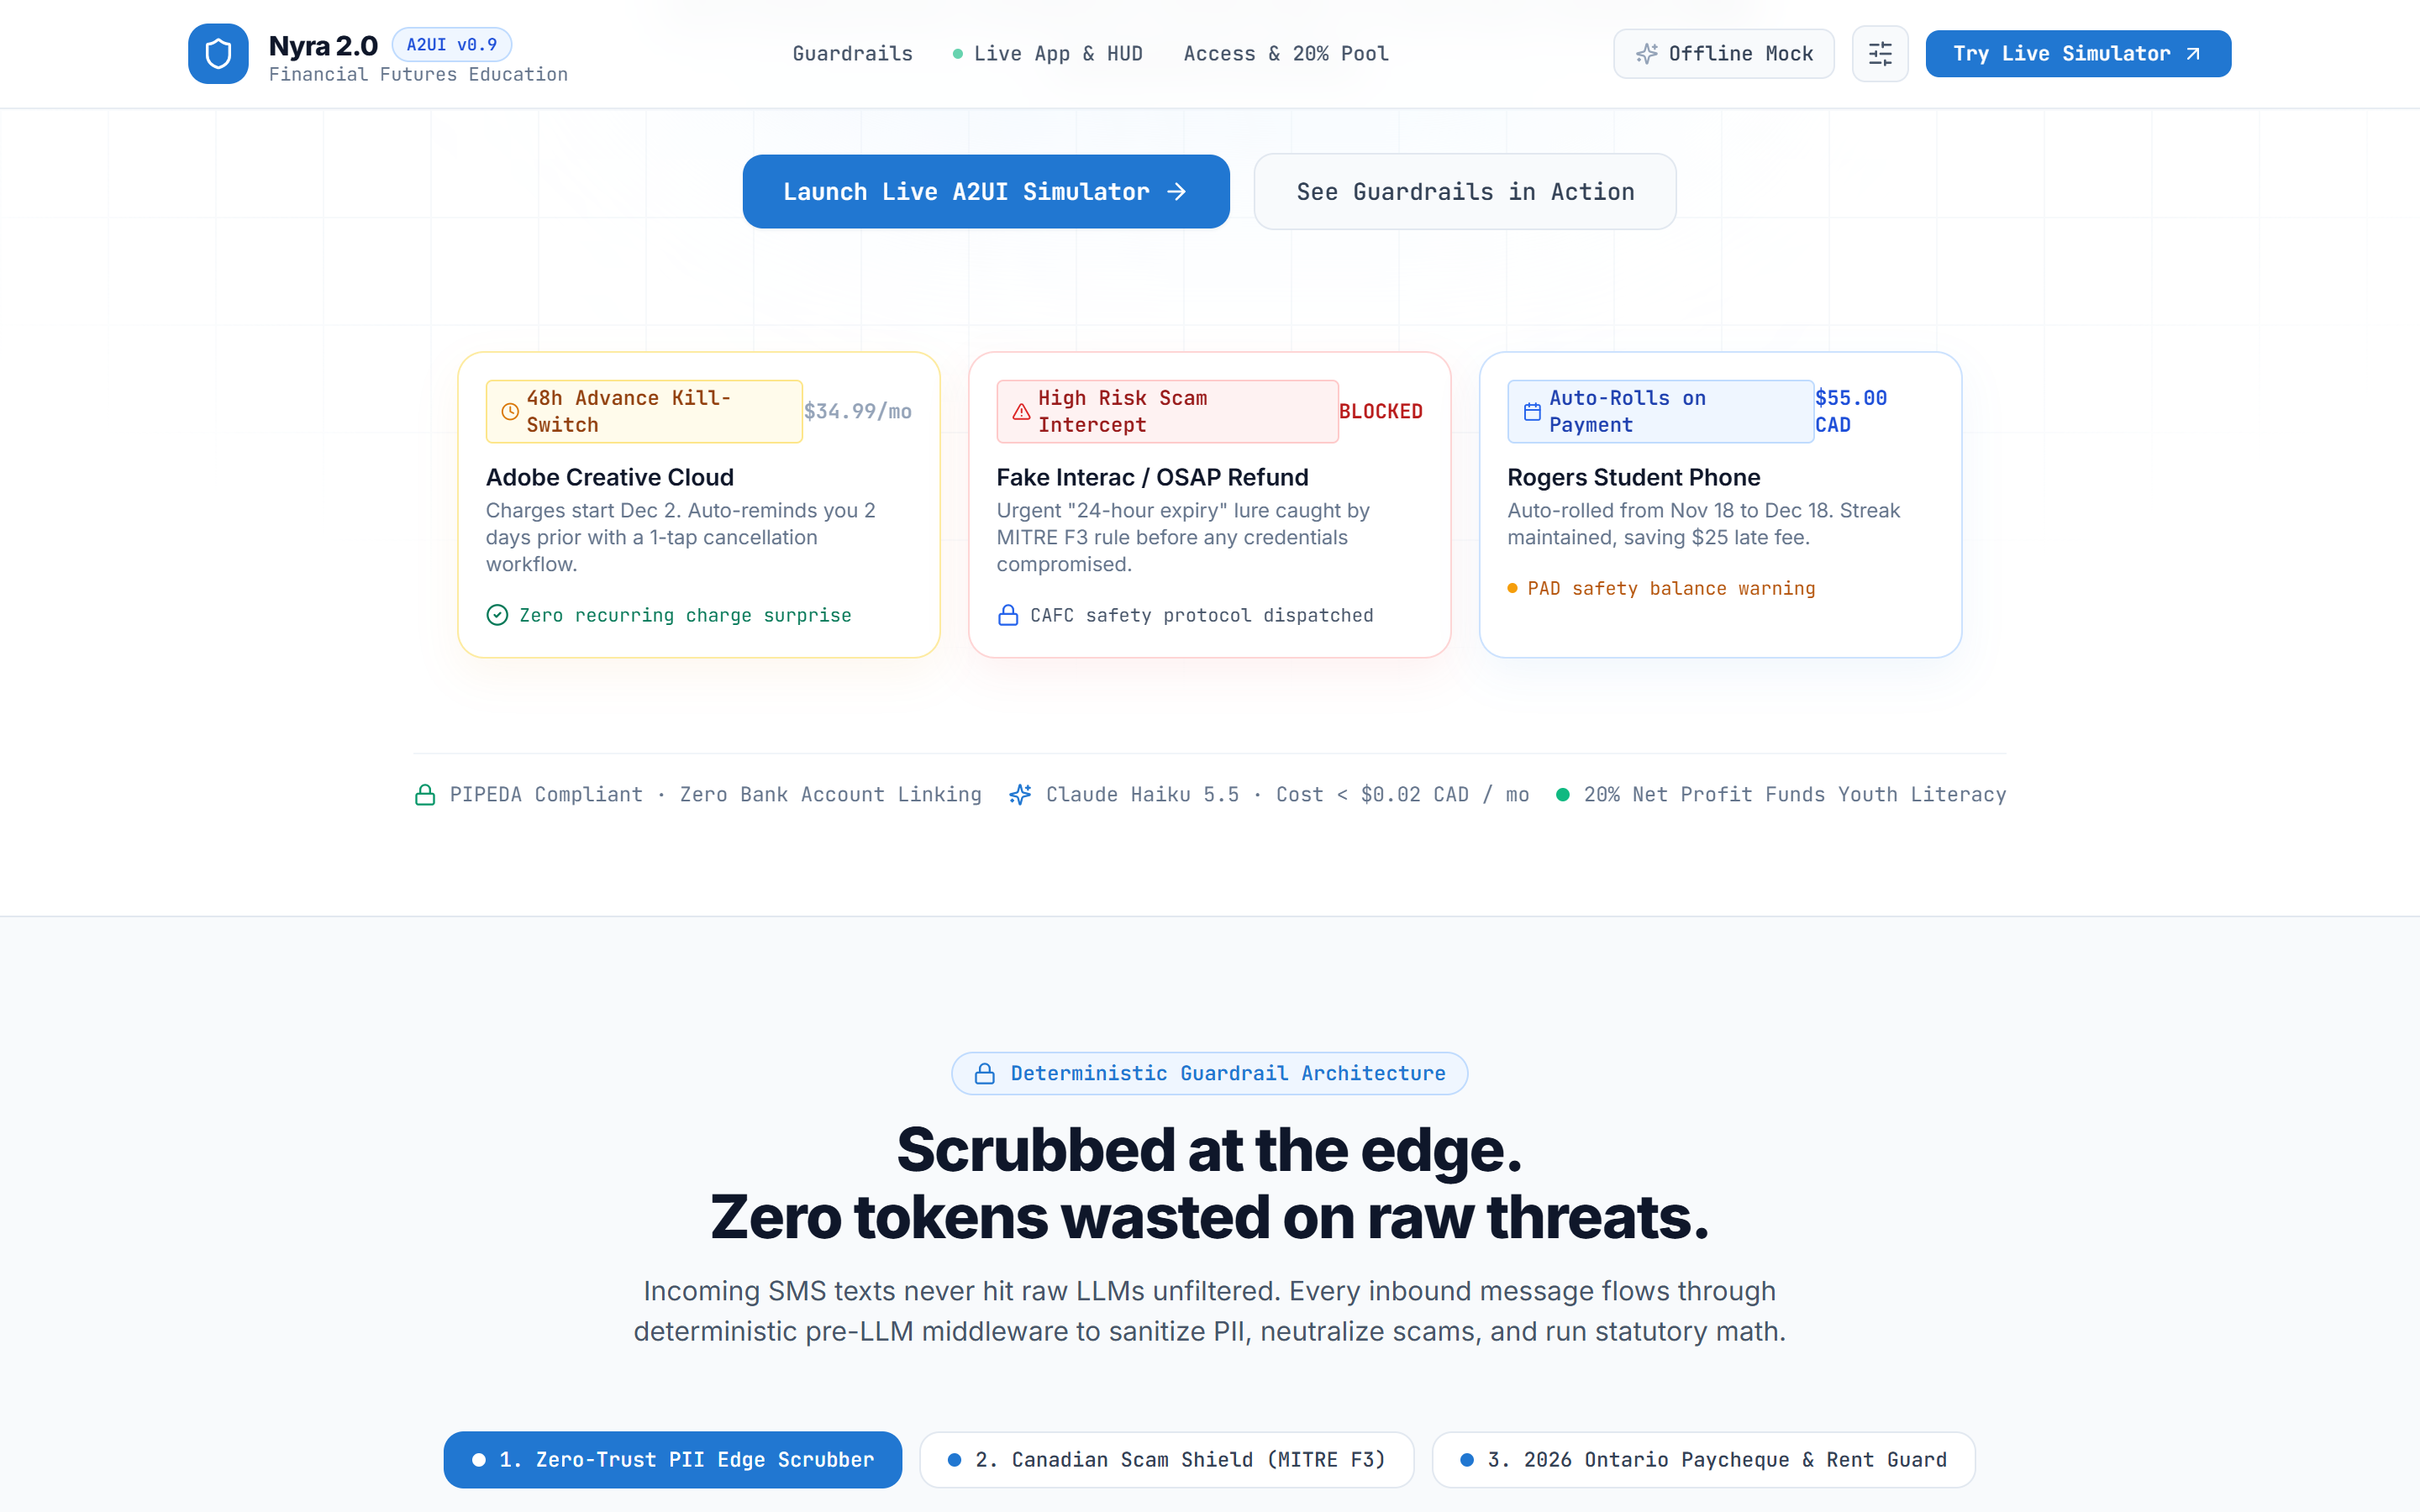 Nyra 2.0
A2UI v0.9
Financial Futures Education
Guardrails
Live App & HUD
Access & 20% Pool
Offline Mock
Try Live Simulator
Launch Live A2UI Simulator
See Guardrails in Action
48h Advance Kill-
Switch
$34.99/mo
Adobe Creative Cloud
Charges start Dec 2. Auto-reminds you 2
days prior with a 1-tap cancellation
workflow.
Zero recurring charge surprise
High Risk Scam
Intercept
BLOCKED
Fake Interac / OSAP Refund
Urgent "24-hour expiry" lure caught by
MITRE F3 rule before any credentials
compromised.
CAFC safety protocol dispatched
Auto-Rolls on
Payment
$55.00
CAD
Rogers Student Phone
Auto-rolled from Nov 18 to Dec 18. Streak
maintained, saving $25 late fee.
PAD safety balance warning
PIPEDA Compliant · Zero Bank Account Linking
Claude Haiku 5.5 · Cost < $0.02 CAD / mo
20% Net Profit Funds Youth Literacy
Deterministic Guardrail Architecture
Scrubbed at the edge.
Zero tokens wasted on raw threats.
Incoming SMS texts never hit raw LLMs unfiltered. Every inbound message flows through
deterministic pre-LLM middleware to sanitize PII, neutralize scams, and run statutory math.
1. Zero-Trust PII Edge Scrubber
2. Canadian Scam Shield (MITRE F3)
3. 2026 Ontario Paycheque & Rent Guard